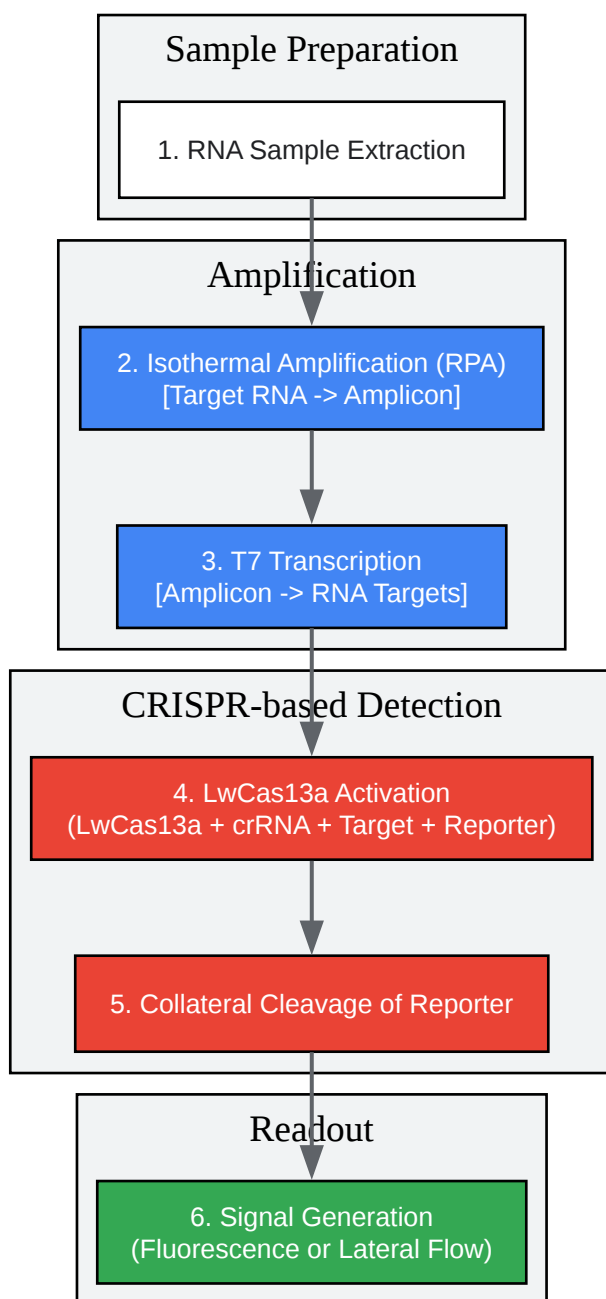 Sample Preparation
1. RNA Sample Extraction
Amplification
2. Isothermal Amplification (RPA)
[Target RNA -> Amplicon]
3. T7 Transcription
[Amplicon -> RNA Targets]
CRISPR-based Detection
4. LwCas13a Activation
(LwCas13a + crRNA + Target + Reporter)
5. Collateral Cleavage of Reporter
Readout
6. Signal Generation
(Fluorescence or Lateral Flow)